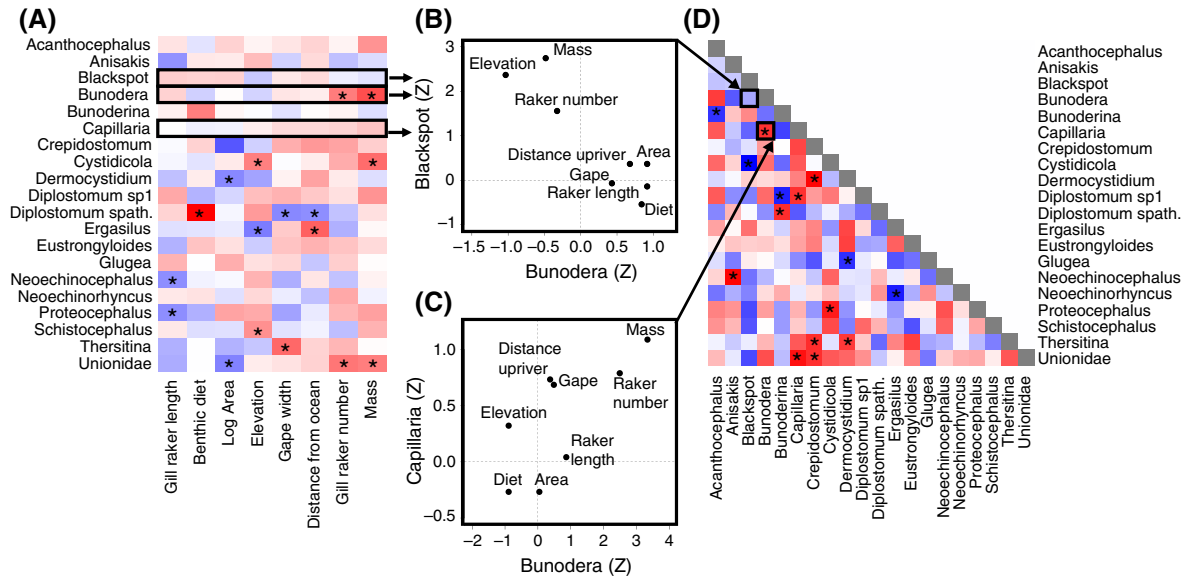 (A)
Acanthocephalus
Anisakis
Blackspot
Bunodera
* *
Bunoderina
Capillaria
Crepidostomum
Cystidicola
* *
Dermocystidium
*
Diplostomum sp1
Diplostomum spath.
* * *
Ergasilus
* *
Eustrongyloides
Glugea
Neoechinocephalus
*
Neoechinorhyncus
Proteocephalus
*
Schistocephalus
*
Thersitina
*
Unionidae
* * *
Gill raker length
Benthic diet
Log Area
Elevation
Gape width
Distance from ocean
Gill raker number
Mass
(B)
Blackspot (Z)
3
2
1
0
−1
Mass
Elevation
Raker number
Distance upriver
Area
Gape
Raker length
Diet
−1.5
−1.0
−0.5
0.0
0.5
1.0
Bunodera (Z)
(C)
Capillaria (Z)
1.0
0.5
0.0
−0.5
Mass
Distance
upriver
Gape
Raker
number
Elevation
Raker
length
Diet
Area
−2
−1
0
1
2
3
4
Bunodera (Z)
(D)
Acanthocephalus
Anisakis
Blackspot
Bunodera
Bunoderina
*
Capillaria
*
Crepidostomum
Cystidicola
*
Dermocystidium
*
Diplostomum sp1
* *
Diplostomum spath.
*
Ergasilus
Eustrongyloides
Glugea
*
Neoechinocephalus
*
Neoechinorhyncus
*
Proteocephalus
*
Schistocephalus
Thersitina
* *
Unionidae
* *
Acanthocephalus
Anisakis
Blackspot
Bunodera
Bunoderina
Capillaria
Crepidostomum
Cystidicola
Dermocystidium
Diplostomum sp1
Diplostomum spath.
Ergasilus
Eustrongyloides
Glugea
Neoechinocephalus
Neoechinorhyncus
Proteocephalus
Schistocephalus
Thersitina
Unionidae